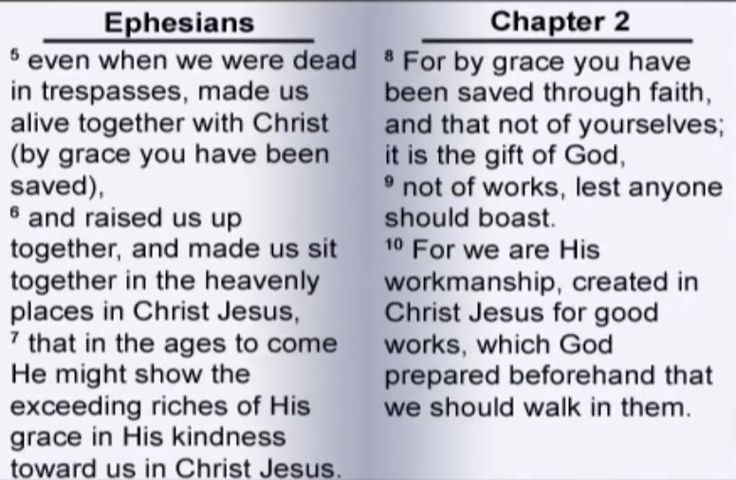 Ephesians
⁵ even when we were dead
in trespasses, made us
alive together with Christ
(by grace you have been
saved),
⁶ and raised us up
together, and made us sit
together in the heavenly
places in Christ Jesus,
⁷ that in the ages to come
He might show the
exceeding riches of His
grace in His kindness
toward us in Christ Jesus.
Chapter 2
⁸ For by grace you have
been saved through faith,
and that not of yourselves;
it is the gift of God,
⁹ not of works, lest anyone
should boast.
¹⁰ For we are His
workmanship, created in
Christ Jesus for good
works, which God
prepared beforehand that
we should walk in them.